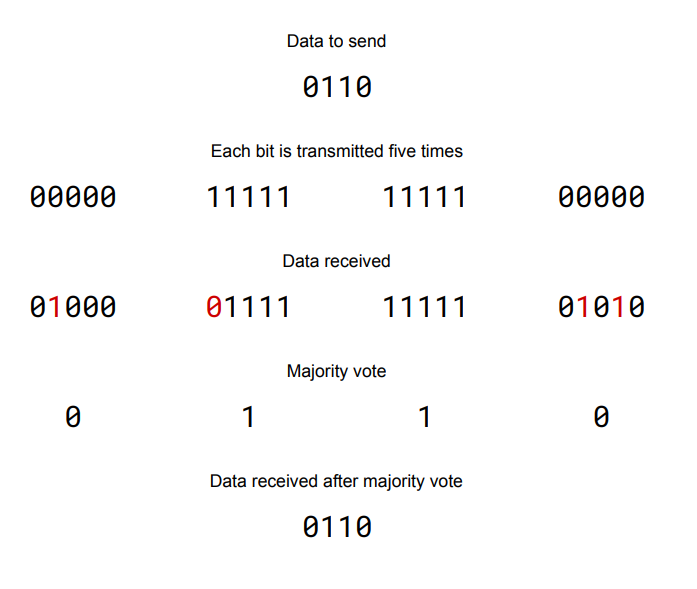 Data to send
0110
Each bit is transmitted five times
00000 11111 11111 00000
Data received
01000 01111 11111 01010
Majority vote
0 1 1 0
Data received after majority vote
0110